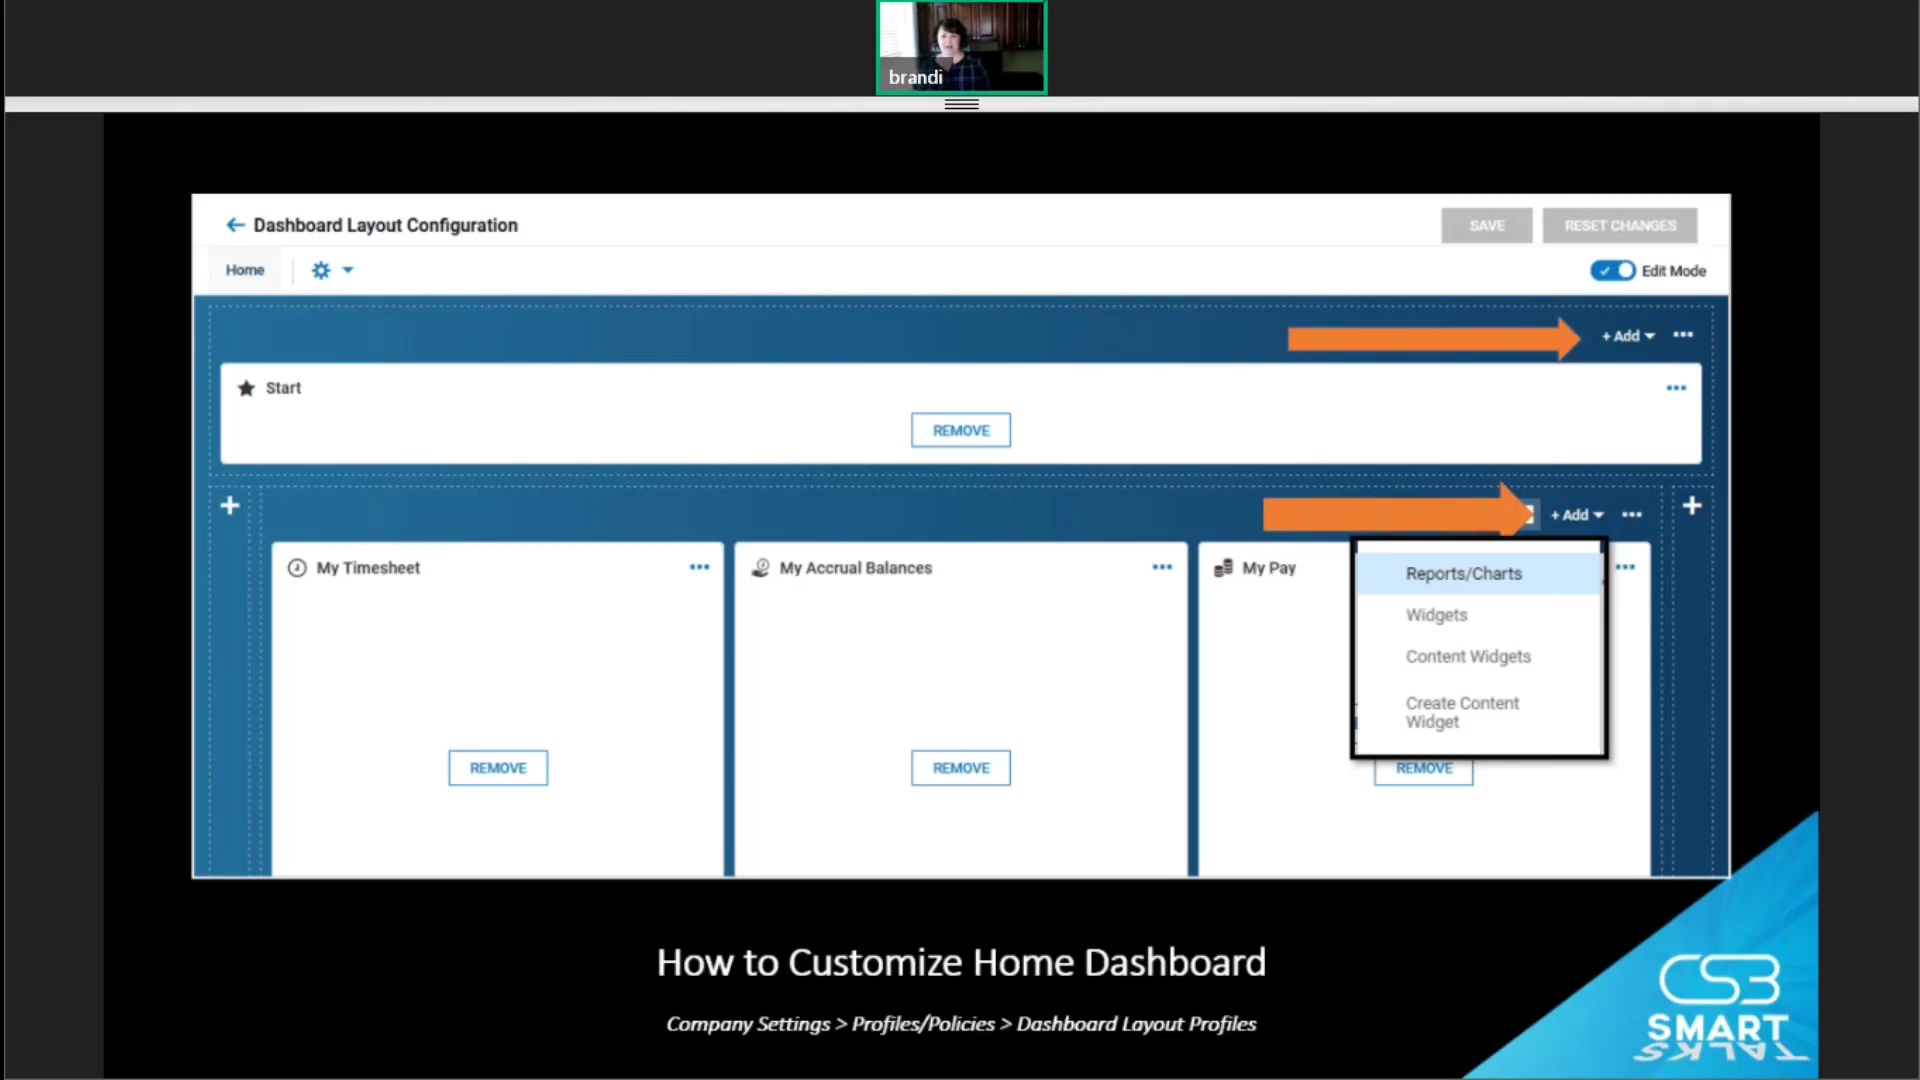 brandi
Dashboard Layout Configuration
SAVE
RESET CHANGES
Home
Edit Mode
+ Add
Start
REMOVE
+ Add
My Timesheet
My Accrual Balances
My Pay
Reports/Charts
Widgets
Content Widgets
Create Content
Widget
REMOVE
REMOVE
REMOVE
How to Customize Home Dashboard
Company Settings > Profiles/Policies > Dashboard Layout Profiles
CS3
SMART
TALKS